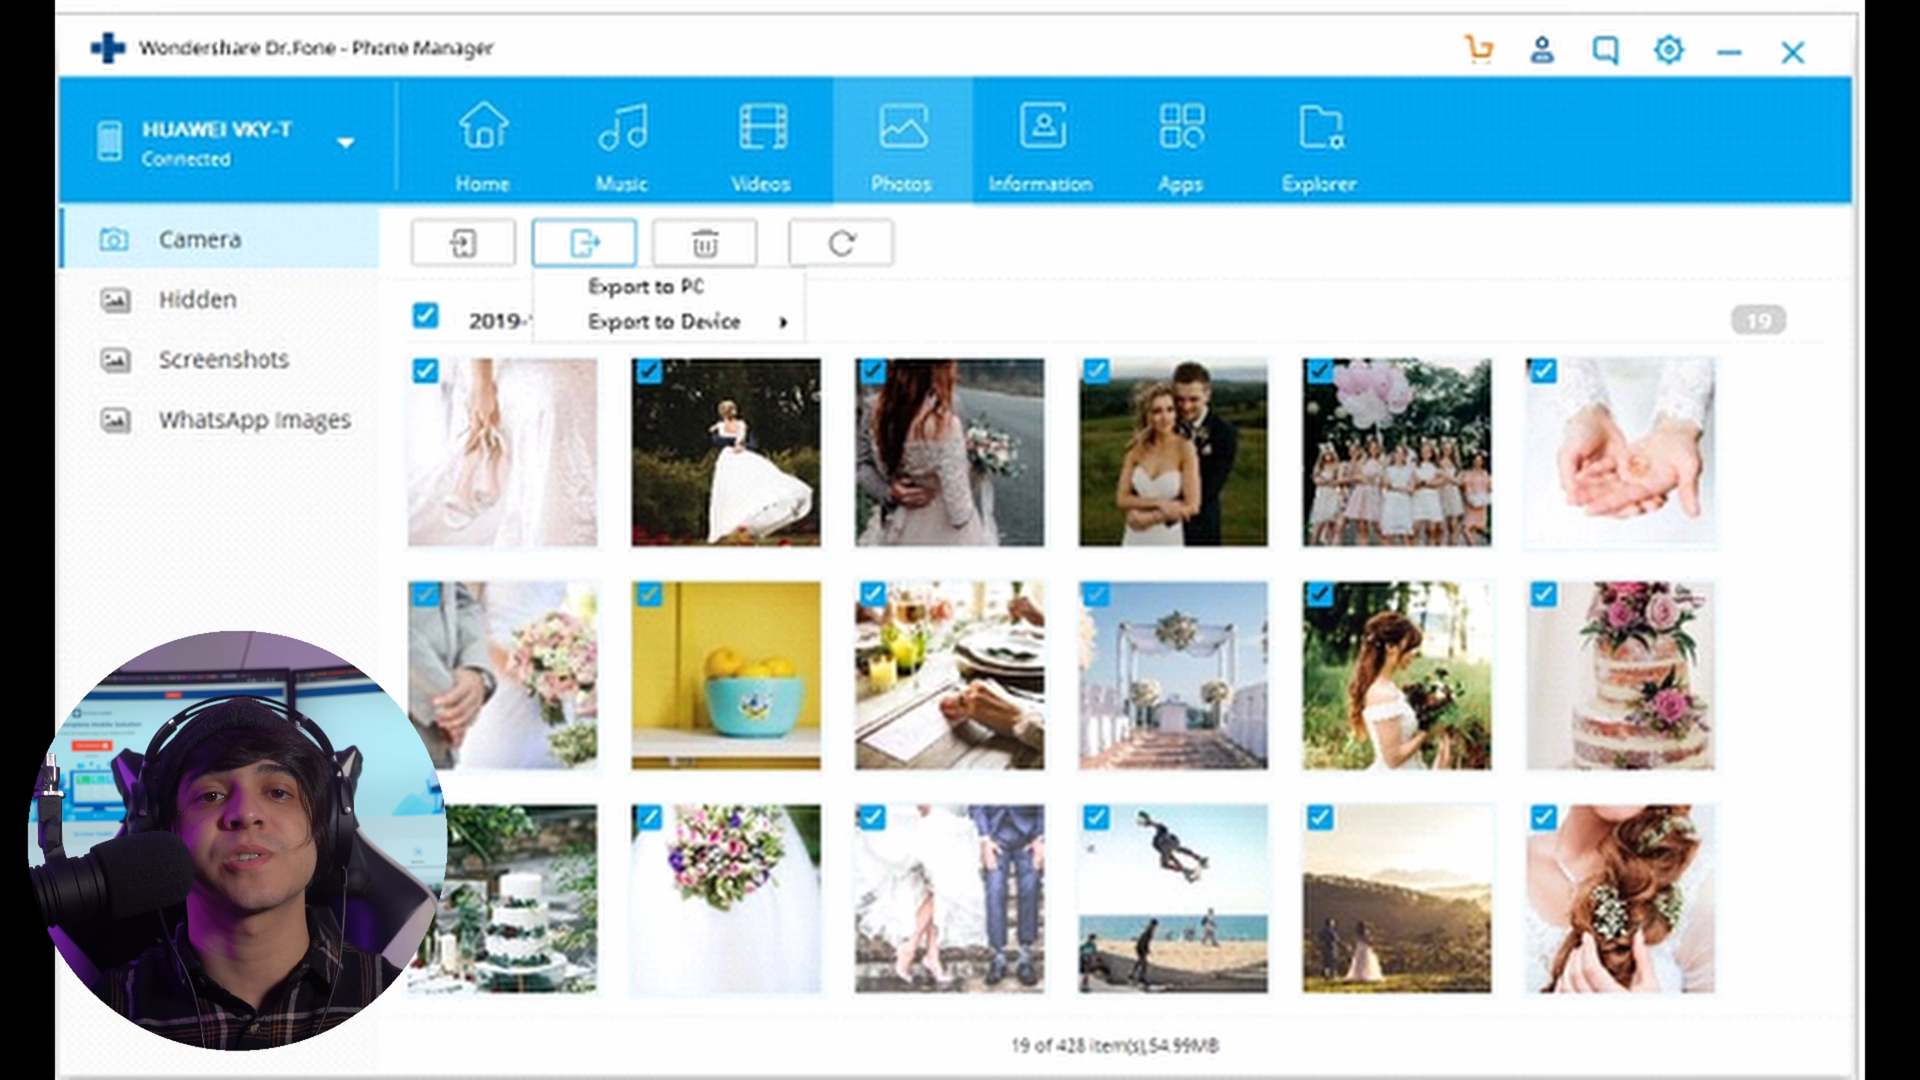 Wondershare Dr.Fone - Phone Manager
HUAWEI VKY-T
Connected
Home
Music
Videos
Photos
Information
Apps
Explorer
Camera
Hidden
Screenshots
WhatsApp Images
Export to PC
Export to Device
2019-
19
19 of 428 item(s),54.99MB